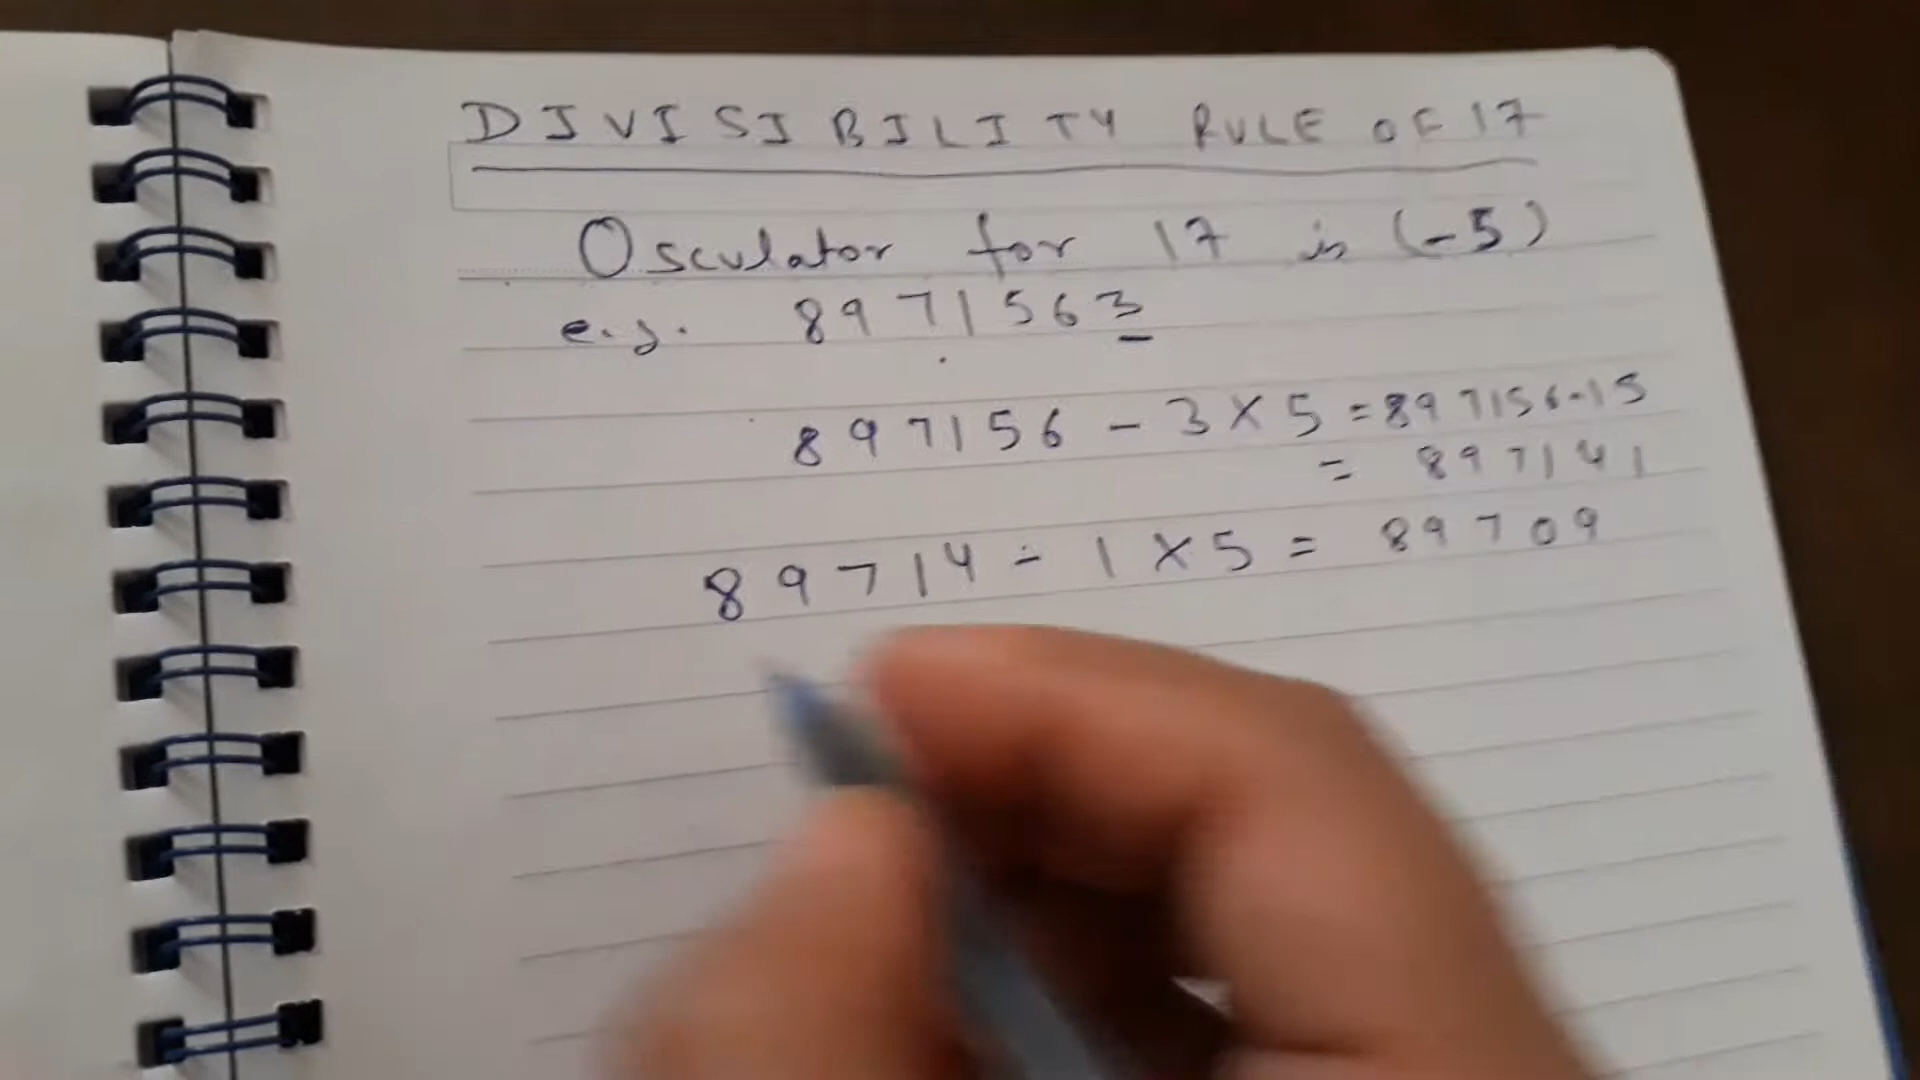 DIVISIBILITY RULE OF 17
Osculator for 17 is (-5)
e.g. 8971563
897156 - 3 X 5 = 897156-15
= 897141
89714 - 1 X 5 = 89709